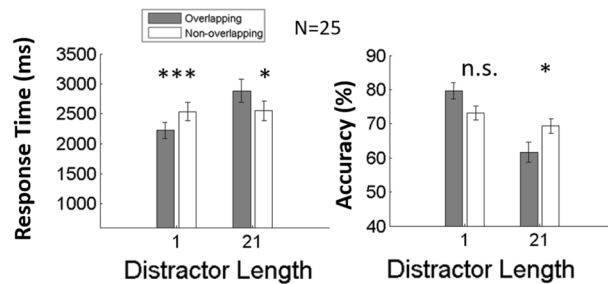 Overlapping
Non-overlapping
N=25
Response Time (ms)
3500
3000
2500
2000
1500
1000
***
*
1 21
Distractor Length
Accuracy (%)
90
80
70
60
50
40
n.s.
*
1 21
Distractor Length